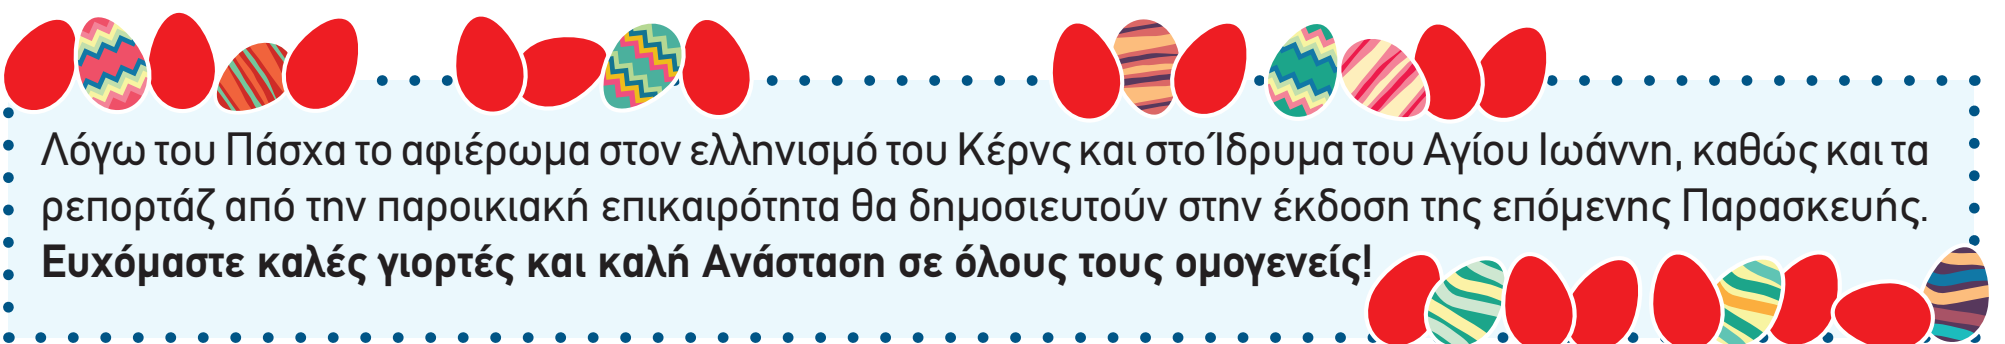 Λόγω του Πάσχα το αφιέρωμα στον ελληνισμό του Κέρνς και στο Ίδρυμα του Αγίου Ιωάννη, καθώς και τα
ρεπορτάζ από την παροικιακή επικαιρότητα θα δημοσιευτούν στην έκδοση της επόμενης Παρασκευής.
Ευχόμαστε καλές γιορτές και καλή Ανάσταση σε όλους τους ομογενείς!